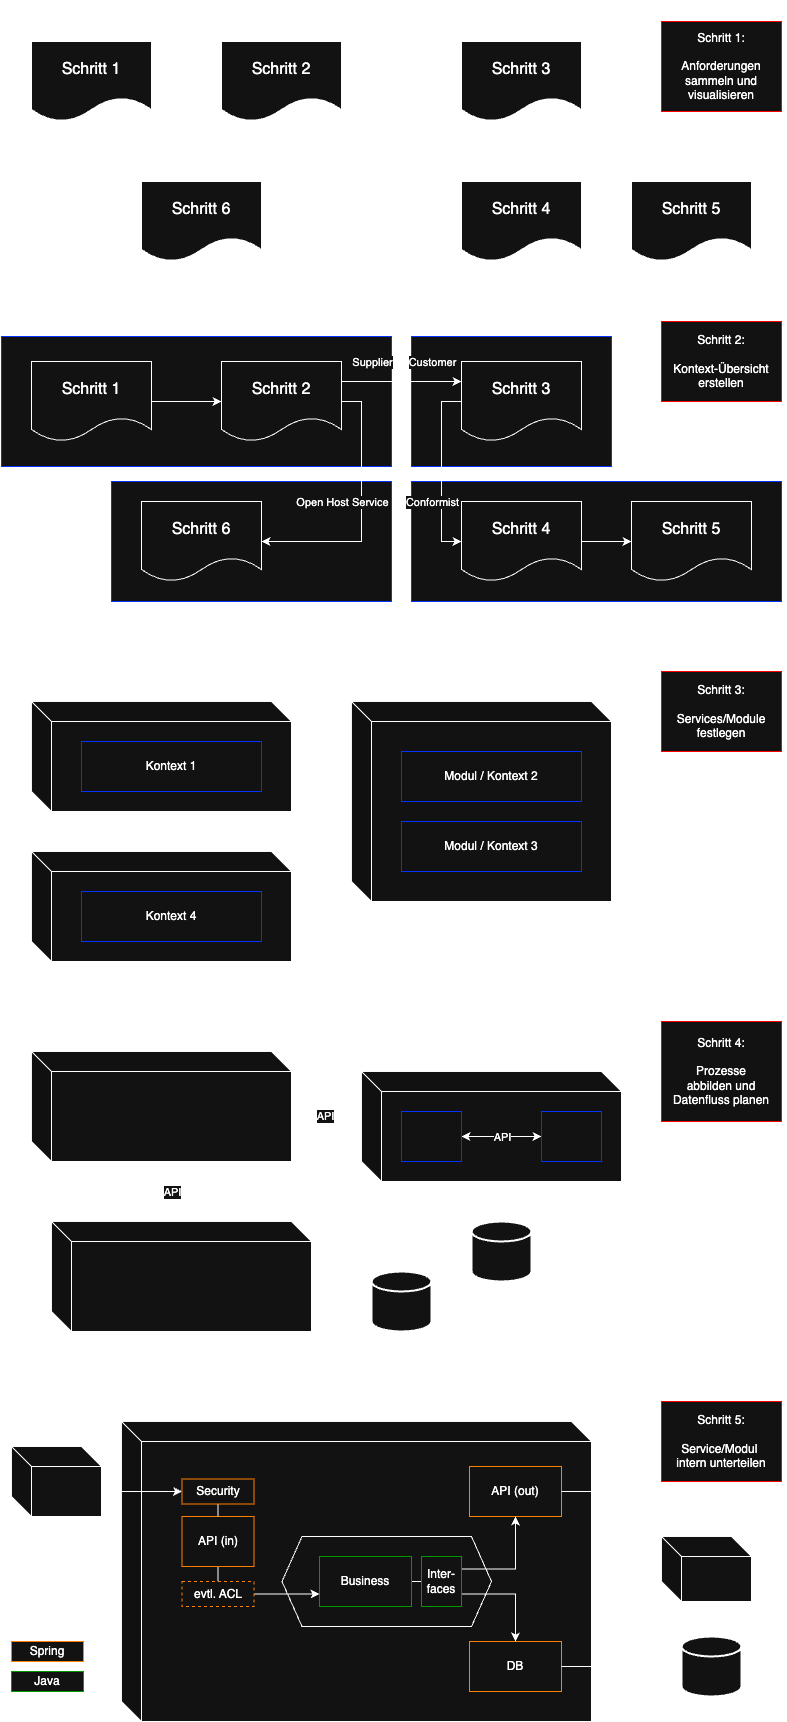 Schritt 1
Schritt 2
Schritt 3
Schritt 1:
Anforderungen
sammeln und
visualisieren
Schritt 6
Schritt 4
Schritt 5
Supplier
Customer
Schritt 1
Schritt 2
Schritt 3
Schritt 2:
Kontext-Übersicht
erstellen
Open Host Service
Conformist
Schritt 6
Schritt 4
Schritt 5
Schritt 3:
Services/Module
festlegen
Kontext 1
Modul / Kontext 2
Modul / Kontext 3
Kontext 4
Schritt 4:
Prozesse
abbilden und
Datenfluss planen
API
API
API
Schritt 5:
Service/Modul
intern unterteilen
Security
API (out)
API (in)
Business
Inter-
faces
evtl. ACL
Spring
DB
Java